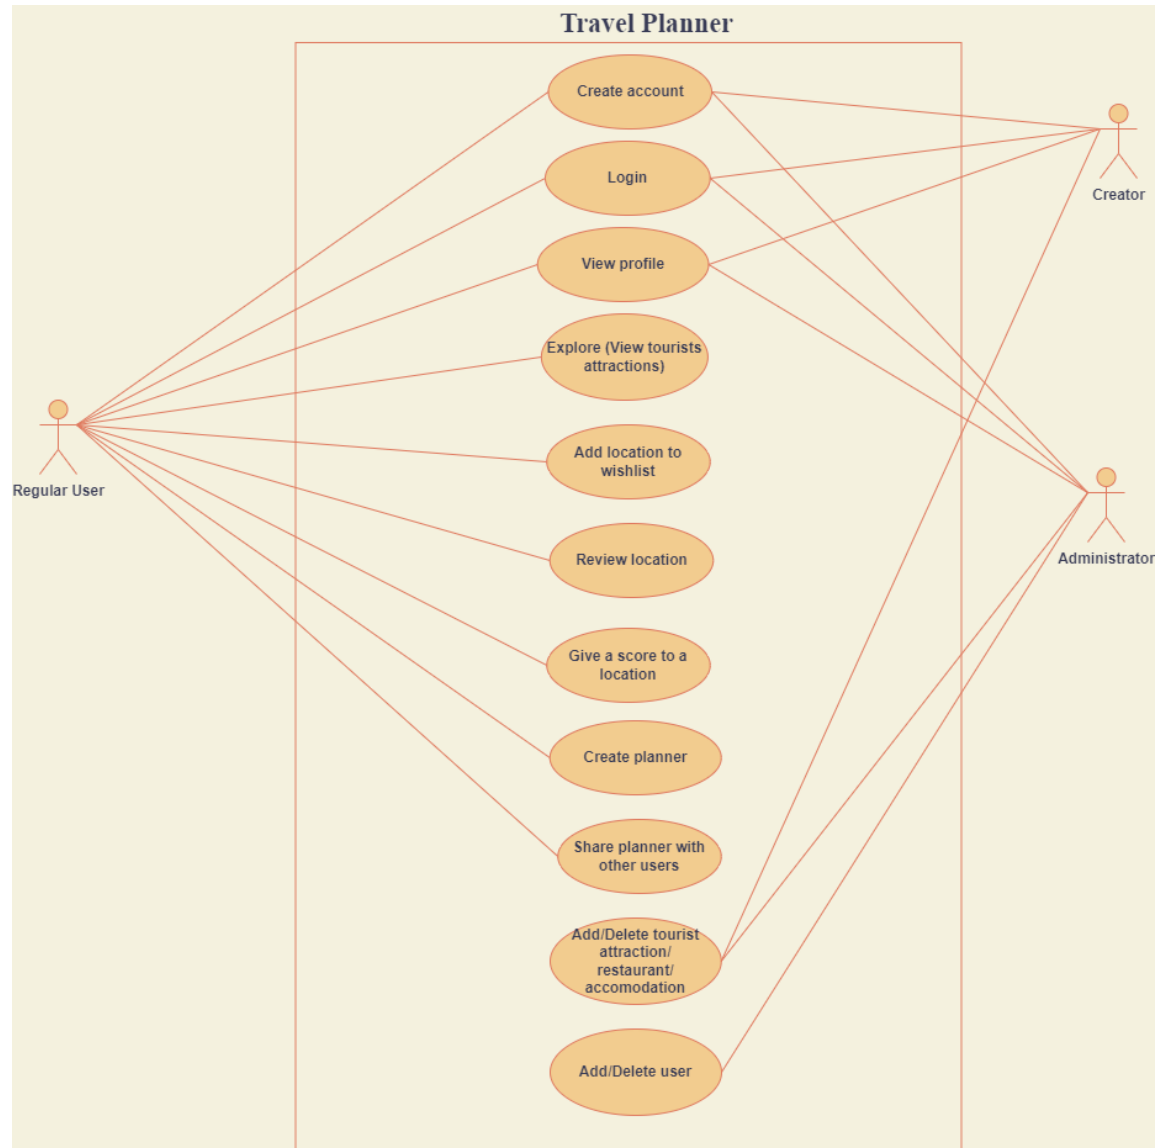 Travel Planner
Create account
Creator
Login
View profile
Explore (View tourists
attractions)
Regular User
Add location to
wishlist
Administrator
Review location
Give a score to a
location
Create planner
Share planner with
other users
Add/Delete tourist
attraction/
restaurant/
accomodation
Add/Delete user